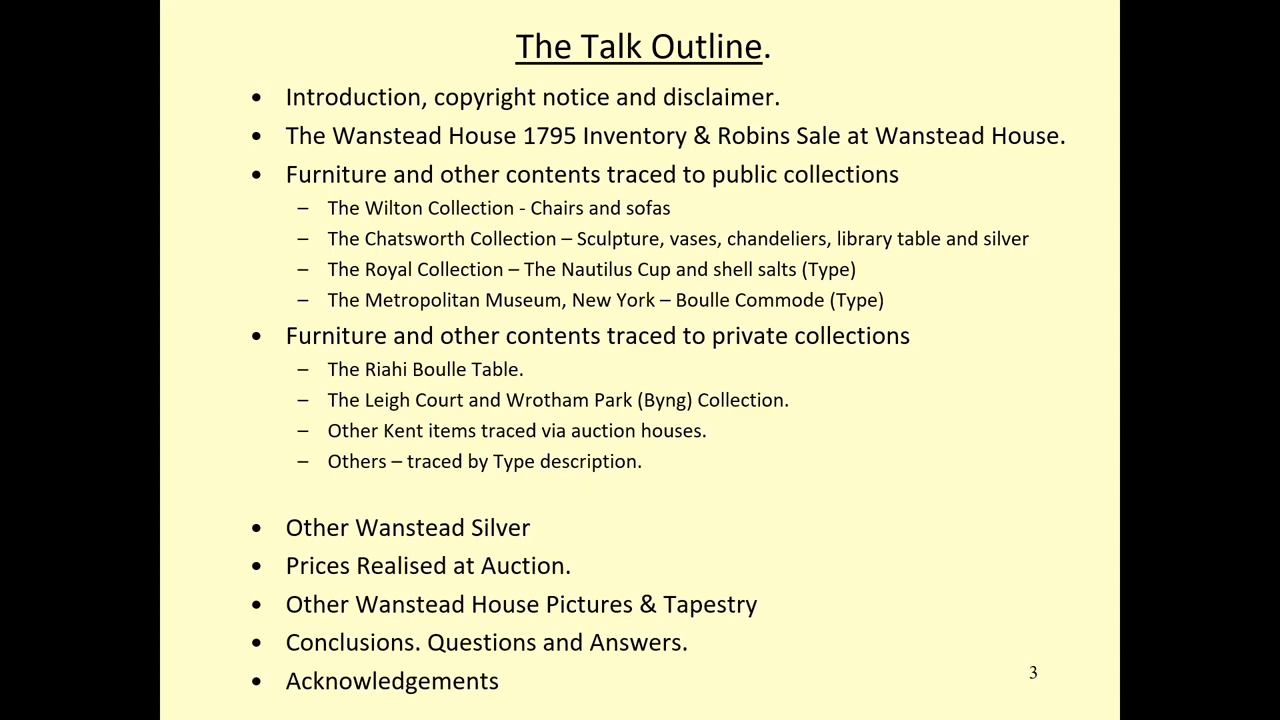 The Talk Outline.
• Introduction, copyright notice and disclaimer.
• The Wanstead House 1795 Inventory & Robins Sale at Wanstead House.
• Furniture and other contents traced to public collections
– The Wilton Collection - Chairs and sofas
– The Chatsworth Collection – Sculpture, vases, chandeliers, library table and silver
– The Royal Collection – The Nautilus Cup and shell salts (Type)
– The Metropolitan Museum, New York – Boulle Commode (Type)
• Furniture and other contents traced to private collections
– The Riahi Boulle Table.
– The Leigh Court and Wrotham Park (Byng) Collection.
– Other Kent items traced via auction houses.
– Others – traced by Type description.
• Other Wanstead Silver
• Prices Realised at Auction.
• Other Wanstead House Pictures & Tapestry
• Conclusions. Questions and Answers.
• Acknowledgements
3